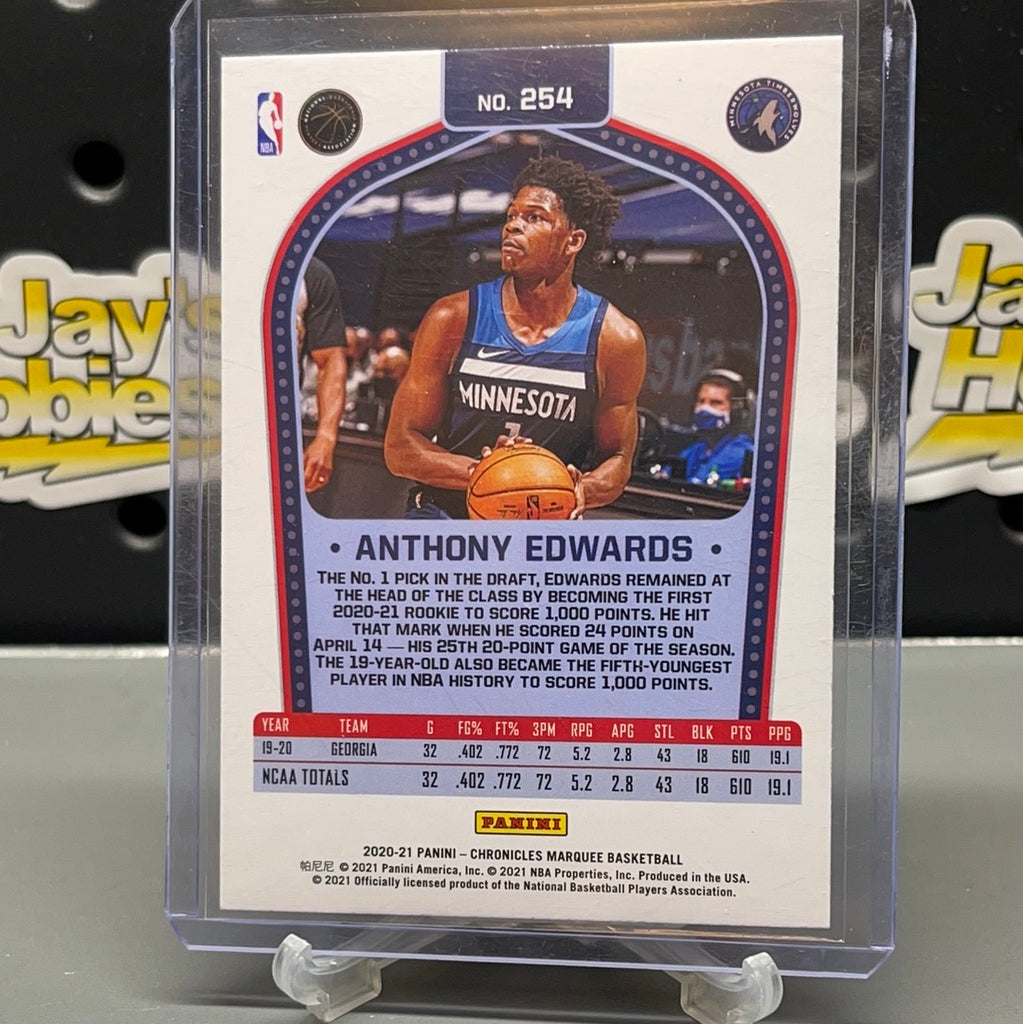 NO. 254
NBA
MINNESOTA TIMBERWOLVES
Jay's
Ja
H
MINNESOTA
1
• ANTHONY EDWARDS •
THE NO. 1 PICK IN THE DRAFT, EDWARDS REMAINED AT
THE HEAD OF THE CLASS BY BECOMING THE FIRST
2020-21 ROOKIE TO SCORE 1,000 POINTS. HE HIT
THAT MARK WHEN HE SCORED 24 POINTS ON
APRIL 14 — HIS 25TH 20-POINT GAME OF THE SEASON.
THE 19-YEAR-OLD ALSO BECAME THE FIFTH-YOUNGEST
PLAYER IN NBA HISTORY TO SCORE 1,000 POINTS.
YEAR TEAM G FG% FT% 3PM RPG APG STL BLK PTS PPG
19-20 GEORGIA 32 .402 .772 72 5.2 2.8 43 18 610 19.1
NCAA TOTALS 32 .402 .772 72 5.2 2.8 43 18 610 19.1
PANINI
2020-21 PANINI – CHRONICLES MARQUEE BASKETBALL
帕尼尼 © 2021 Panini America, Inc. © 2021 NBA Properties, Inc. Produced in the USA.
© 2021 Officially licensed product of the National Basketball Players Association.